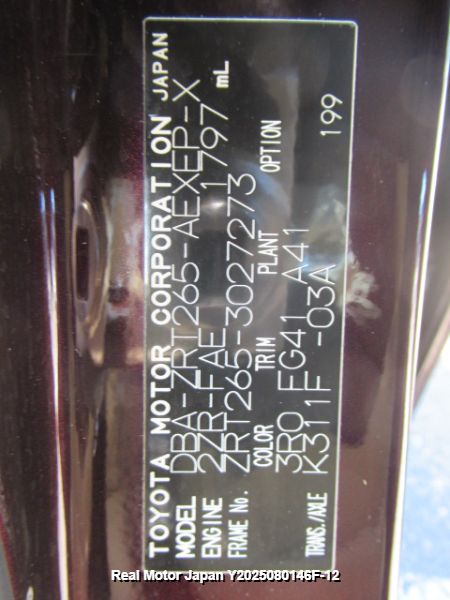 TOYOTA MOTOR CORPORATION JAPAN
MODEL DBA-ZRT265-AEXEP-X
ENGINE 2ZR-FAE 1797 mL
FRAME No. ZRT265-3027273
COLOR TRIM PLANT OPTION
3R0 FG41 A41
TRANS./AXLE K311F -03A 199
Real Motor Japan Y2025080146F-12